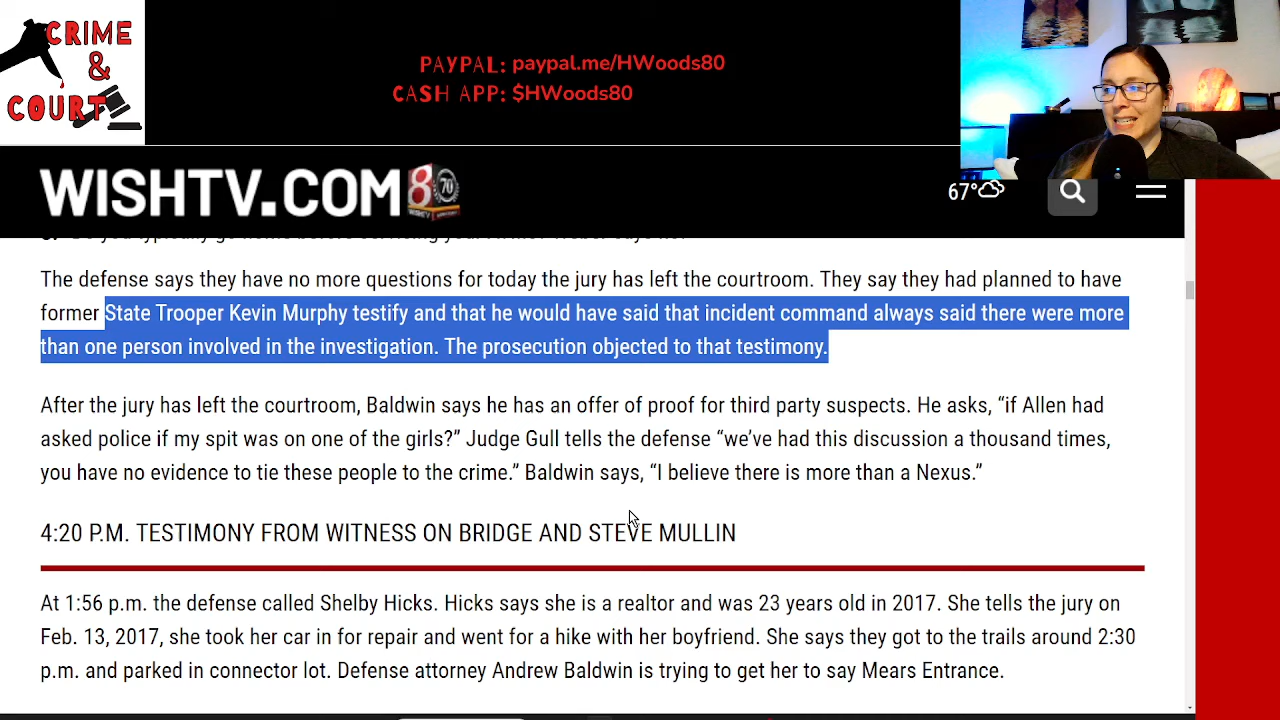 CRIME
&
COURT
PAYPAL: paypal.me/HWoods80
CASH APP: $HWoods80
WISHTV.COM 8 70
67°
The defense says they have no more questions for today the jury has left the courtroom. They say they had planned to have
former State Trooper Kevin Murphy testify and that he would have said that incident command always said there were more
than one person involved in the investigation. The prosecution objected to that testimony.
After the jury has left the courtroom, Baldwin says he has an offer of proof for third party suspects. He asks, “if Allen had
asked police if my spit was on one of the girls?” Judge Gull tells the defense “we’ve had this discussion a thousand times,
you have no evidence to tie these people to the crime.” Baldwin says, “I believe there is more than a Nexus.”
4:20 P.M. TESTIMONY FROM WITNESS ON BRIDGE AND STEVE MULLIN
At 1:56 p.m. the defense called Shelby Hicks. Hicks says she is a realtor and was 23 years old in 2017. She tells the jury on
Feb. 13, 2017, she took her car in for repair and went for a hike with her boyfriend. She says they got to the trails around 2:30
p.m. and parked in connector lot. Defense attorney Andrew Baldwin is trying to get her to say Mears Entrance.